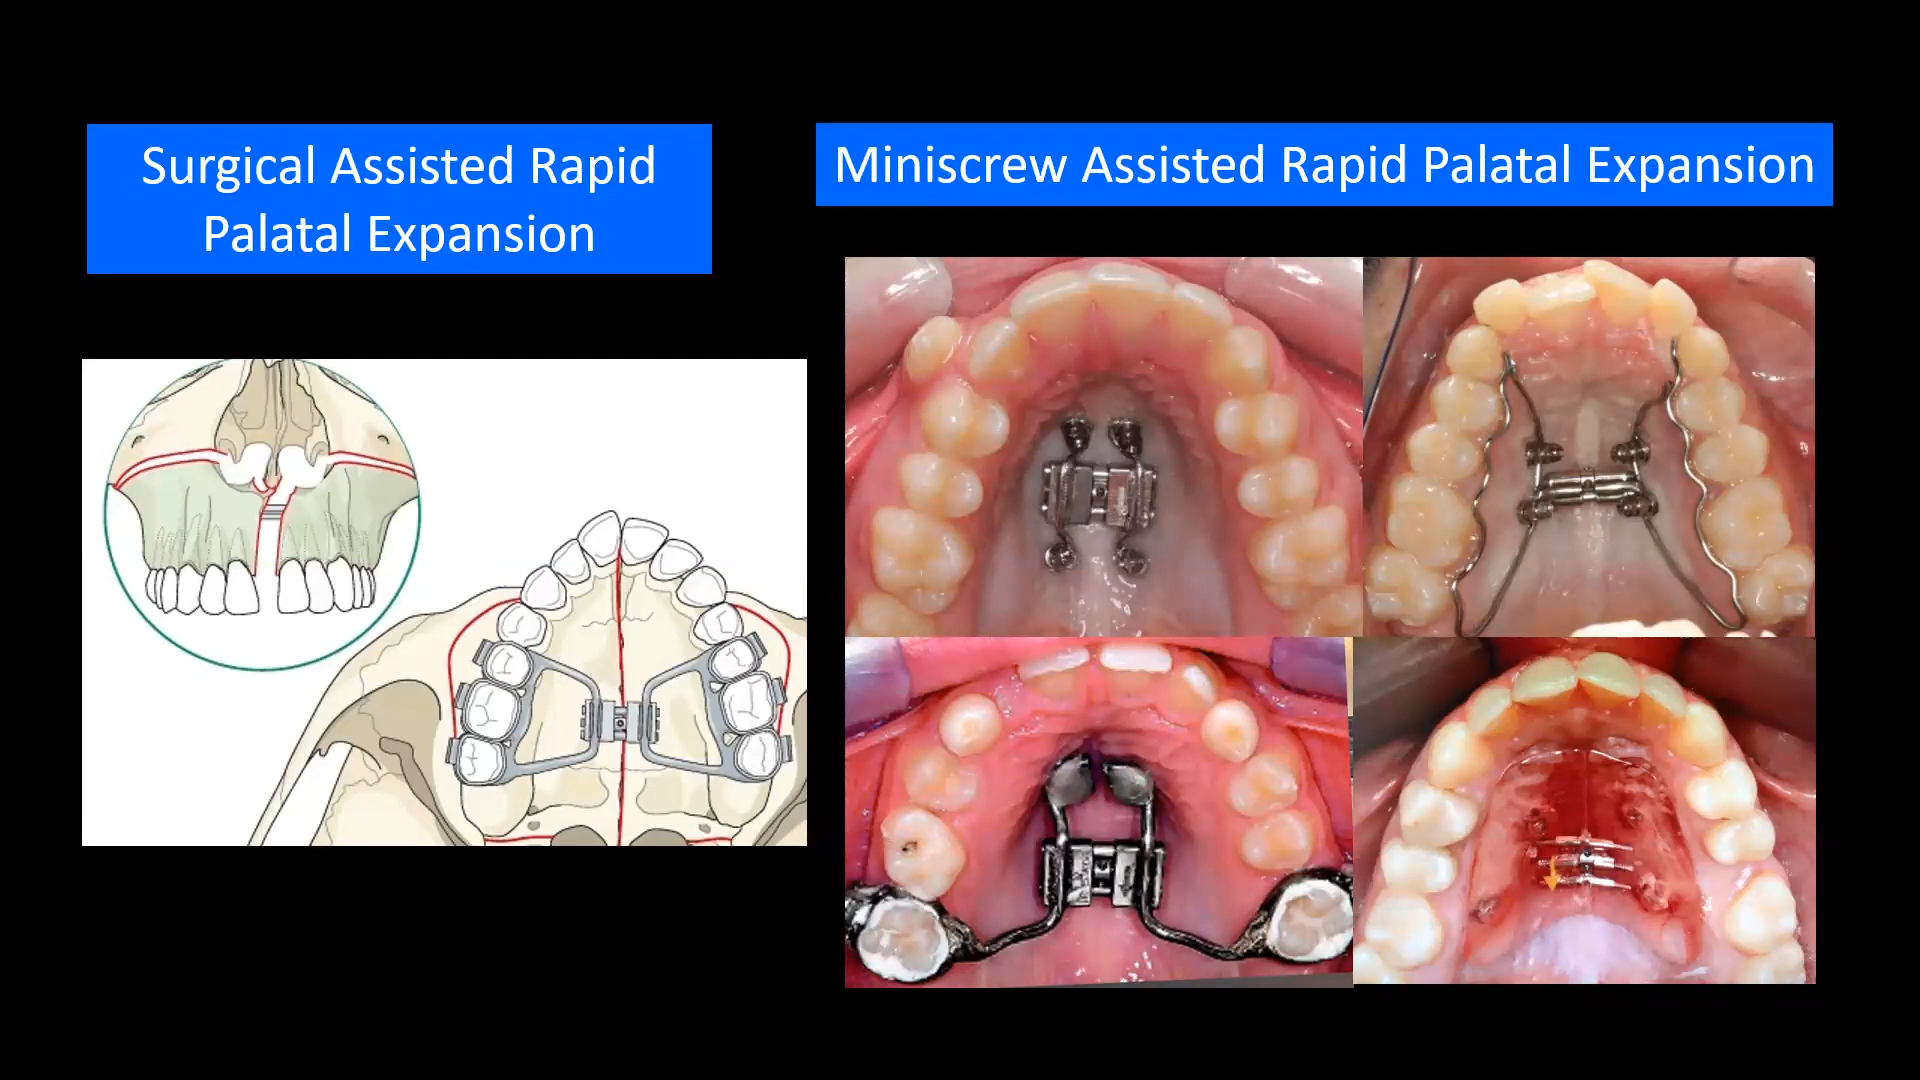 Surgical Assisted Rapid
Palatal Expansion
Miniscrew Assisted Rapid Palatal Expansion